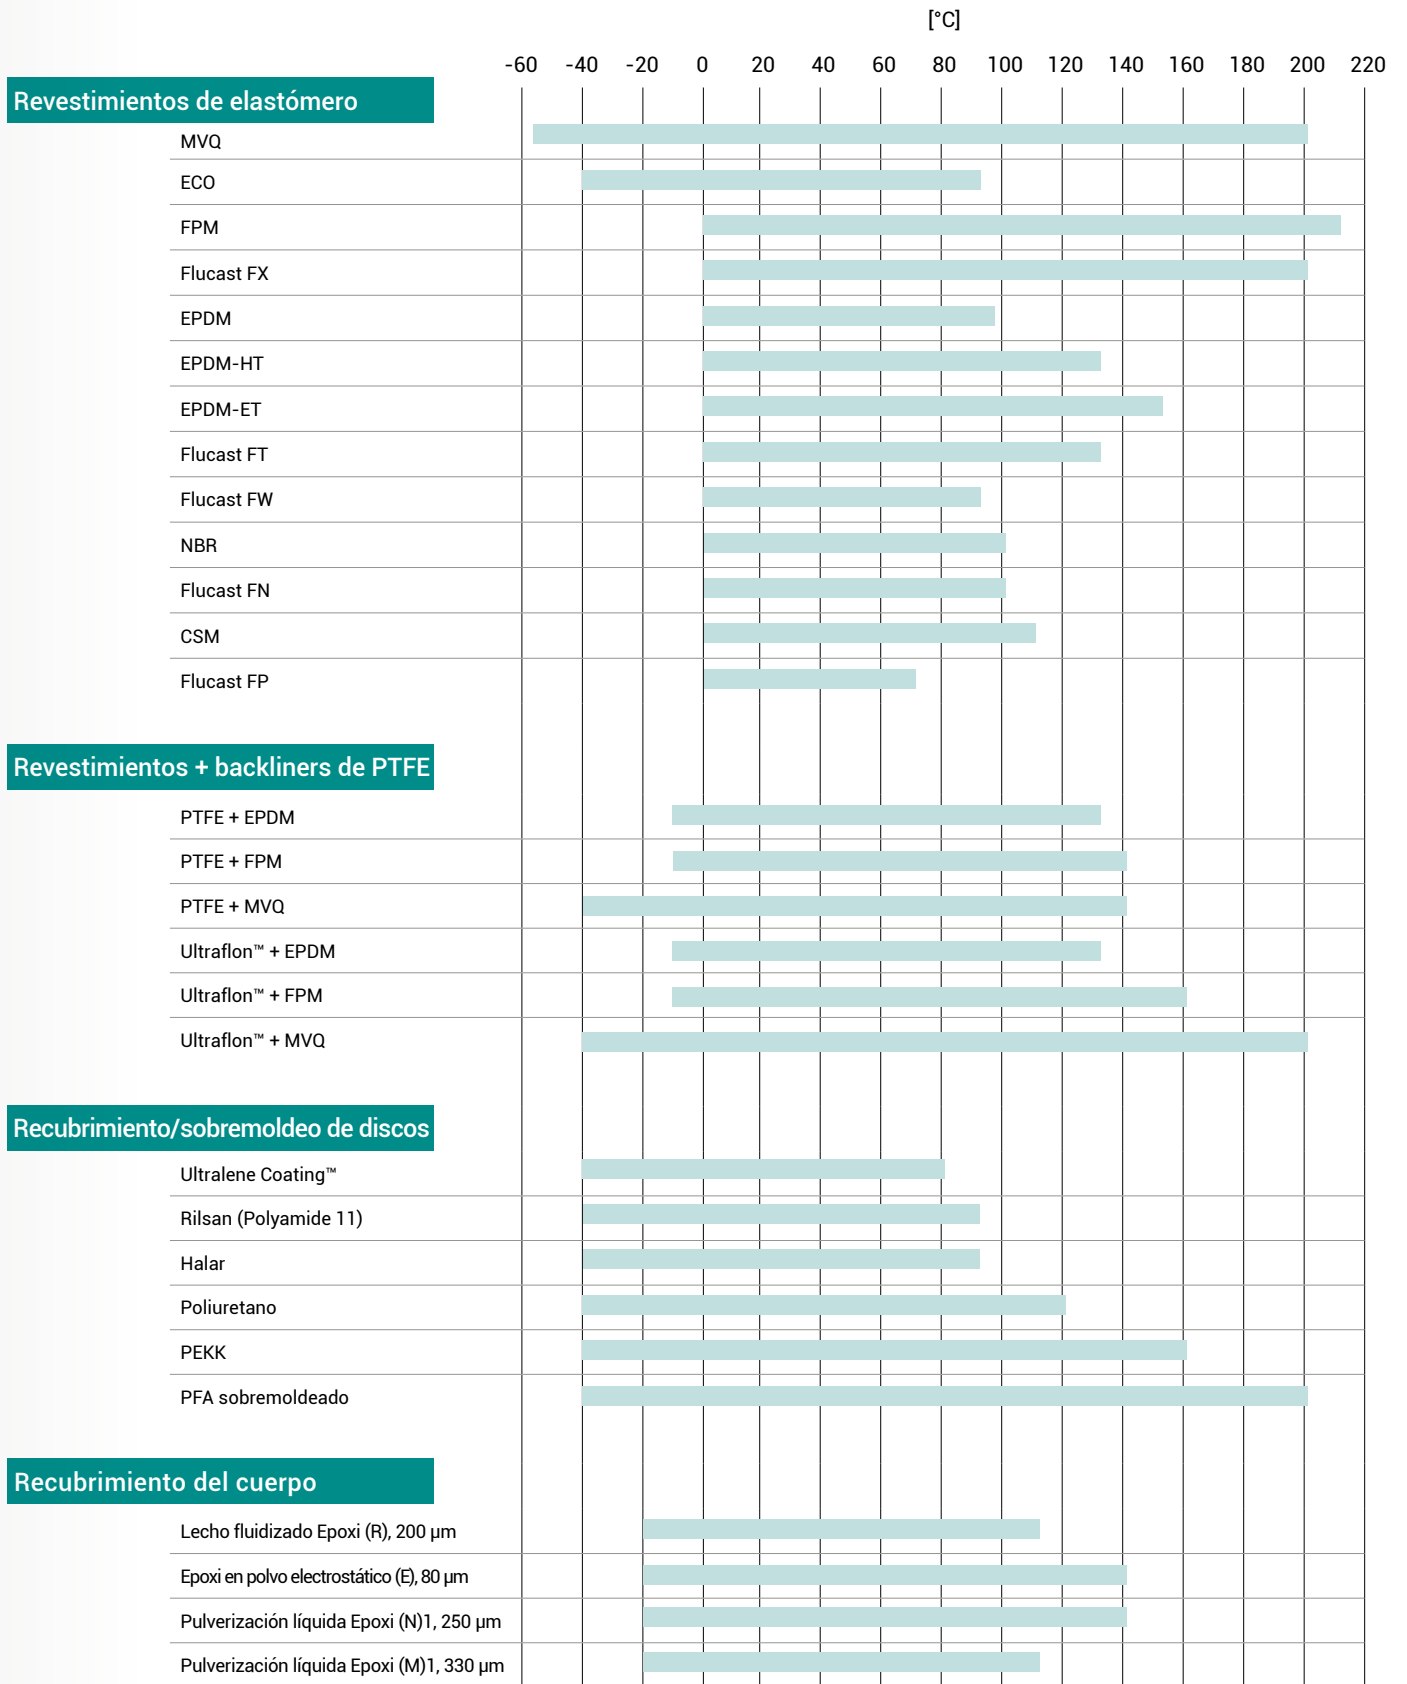 [°C]
-60 -40 -20 0 20 40 60 80 100 120 140 160 180 200 220
Revestimientos de elastómero
MVQ
ECO
FPM
Flucast FX
EPDM
EPDM-HT
EPDM-ET
Flucast FT
Flucast FW
NBR
Flucast FN
CSM
Flucast FP
Revestimientos + backliners de PTFE
PTFE + EPDM
PTFE + FPM
PTFE + MVQ
Ultraflon™ + EPDM
Ultraflon™ + FPM
Ultraflon™ + MVQ
Recubrimiento/sobremoldeo de discos
Ultralene Coating™
Rilsan (Polyamide 11)
Halar
Poliuretano
PEKK
PFA sobremoldeado
Recubrimiento del cuerpo
Lecho fluidizado Epoxi (R), 200 µm
Epoxi en polvo electrostático (E), 80 µm
Pulverización líquida Epoxi (N)1, 250 µm
Pulverización líquida Epoxi (M)1, 330 µm